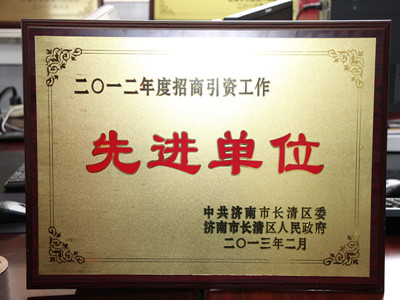 二〇一二年度招商引资工作
先进单位
中共济南市长清区委
济南市长清区人民政府
二〇一三年二月